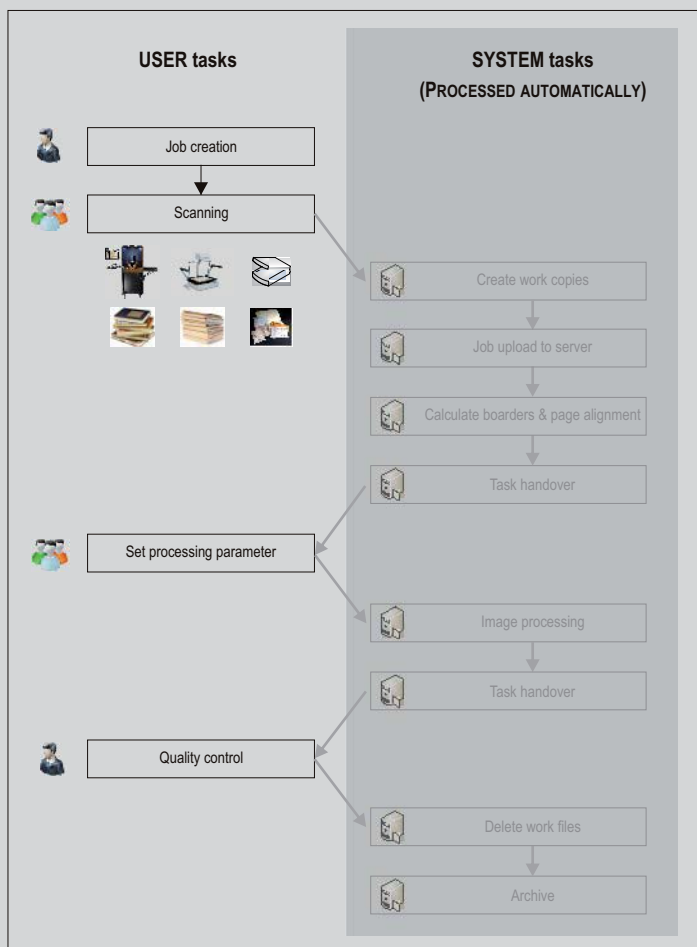 USER tasks
SYSTEM tasks
(PROCESSED AUTOMATICALLY)
Job creation
Scanning
Create work copies
Job upload to server
Calculate boarders & page alignment
Task handover
Set processing parameter
Image processing
Task handover
Quality control
Delete work files
Archive